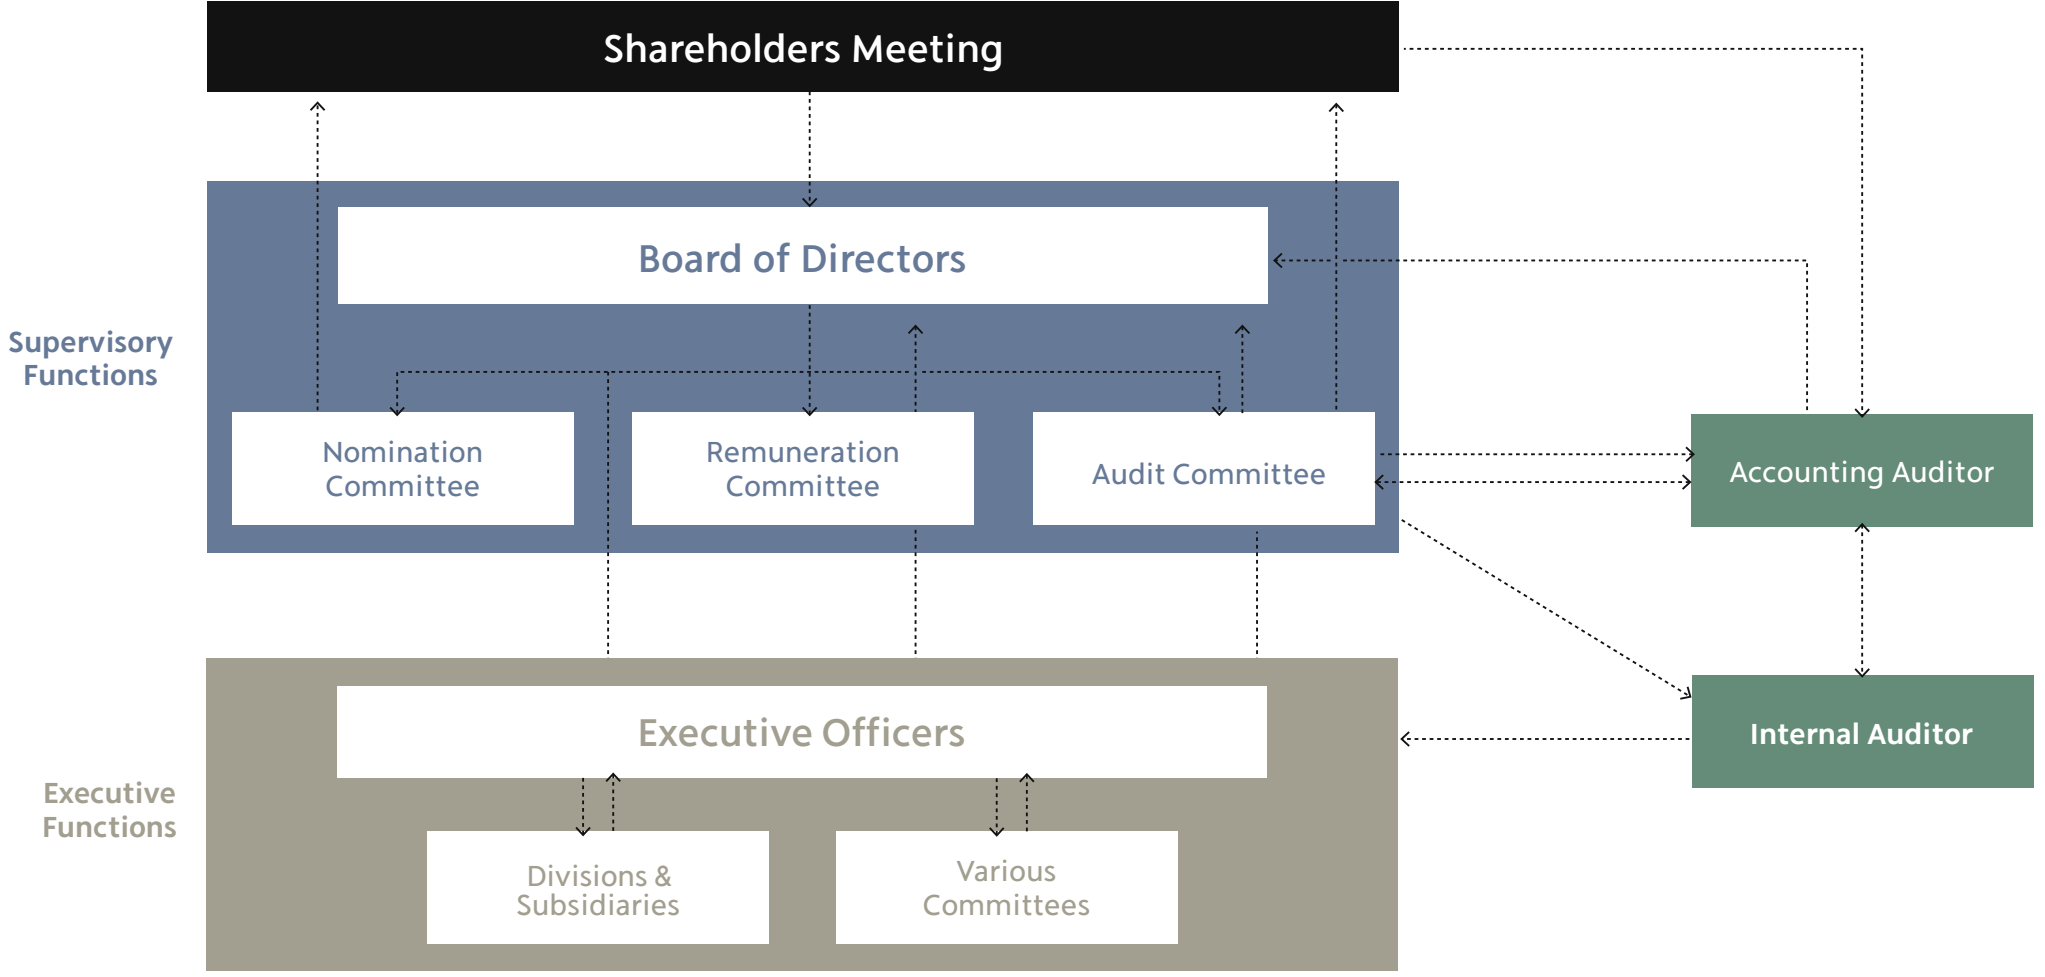 Shareholders Meeting
Board of Directors
Supervisory
Functions
Nomination
Committee
Remuneration
Committee
Audit Committee
Accounting Auditor
Executive Officers
Internal Auditor
Executive
Functions
Divisions &
Subsidiaries
Various
Committees